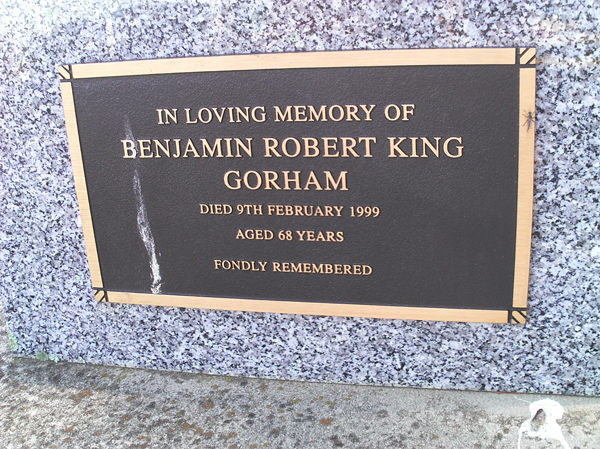 IN LOVING MEMORY OF
BENJAMIN ROBERT KING
GORHAM
DIED 9TH FEBRUARY 1999
AGED 68 YEARS
FONDLY REMEMBERED